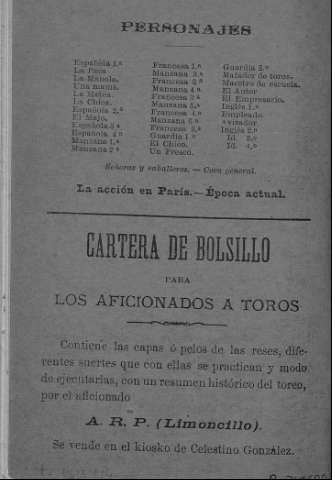 PERSONAJES
Española 1.ª Francesa 1.ª Guardia 2.º
La Paca Manzana 3.ª Matador de toros.
La Manola. Francesa 2.ª Maestro de escuela.
Una mamá. Manzana 4.ª El Autor
La Moños. Francesa 3.ª El Empresario.
La Chica. Manzana 5.ª Inglés 1.º
Española 2.ª Francesa 4.ª Empleado.
El Majo. Manzana 6.ª Avisador.
Española 3.ª Francesa 5.ª Inglés 2.º
Española 4.ª Guardia 1.º Id. 3.º
Manzana 1.ª El Chico. Id. 4.º
Manzana 2.ª Un Fresco.
Señoras y caballeros. — Coro general.
La acción en París.—Época actual.
CARTERA DE BOLSILLO
PARA
LOS AFICIONADOS A TOROS
Contiene las capas ó pelos de las reses, dife-
rentes suertes que con ellas se practican y modo
de ejecutarlas, con un resumen histórico del toreo,
por el aficionado
A. R. P. (Limoncillo).
Se vende en el kiosko de Celestino González.